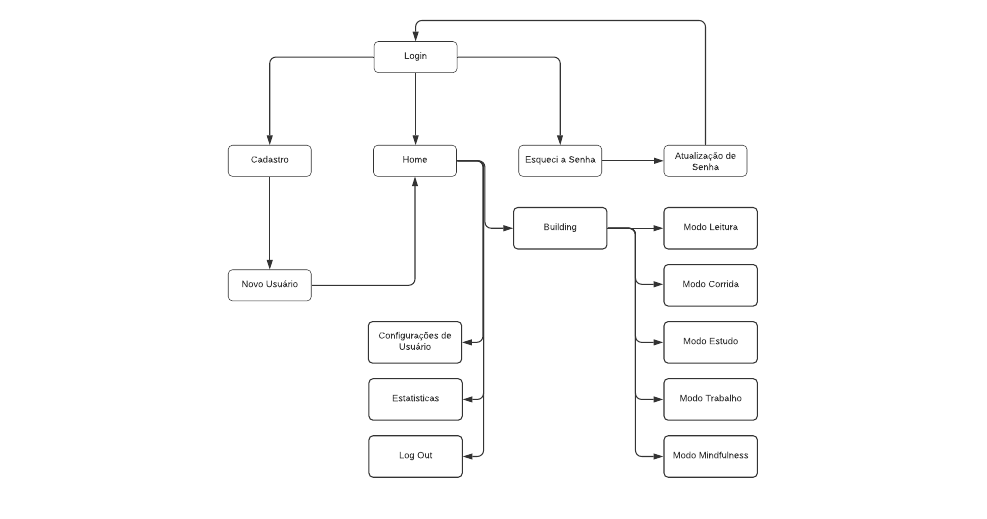 Login
Cadastro
Home
Esqueci a Senha
Atualização de
Senha
Building
Modo Leitura
Novo Usuário
Modo Corrida
Configurações de
Usuário
Modo Estudo
Estatisticas
Modo Trabalho
Log Out
Modo Mindfulness